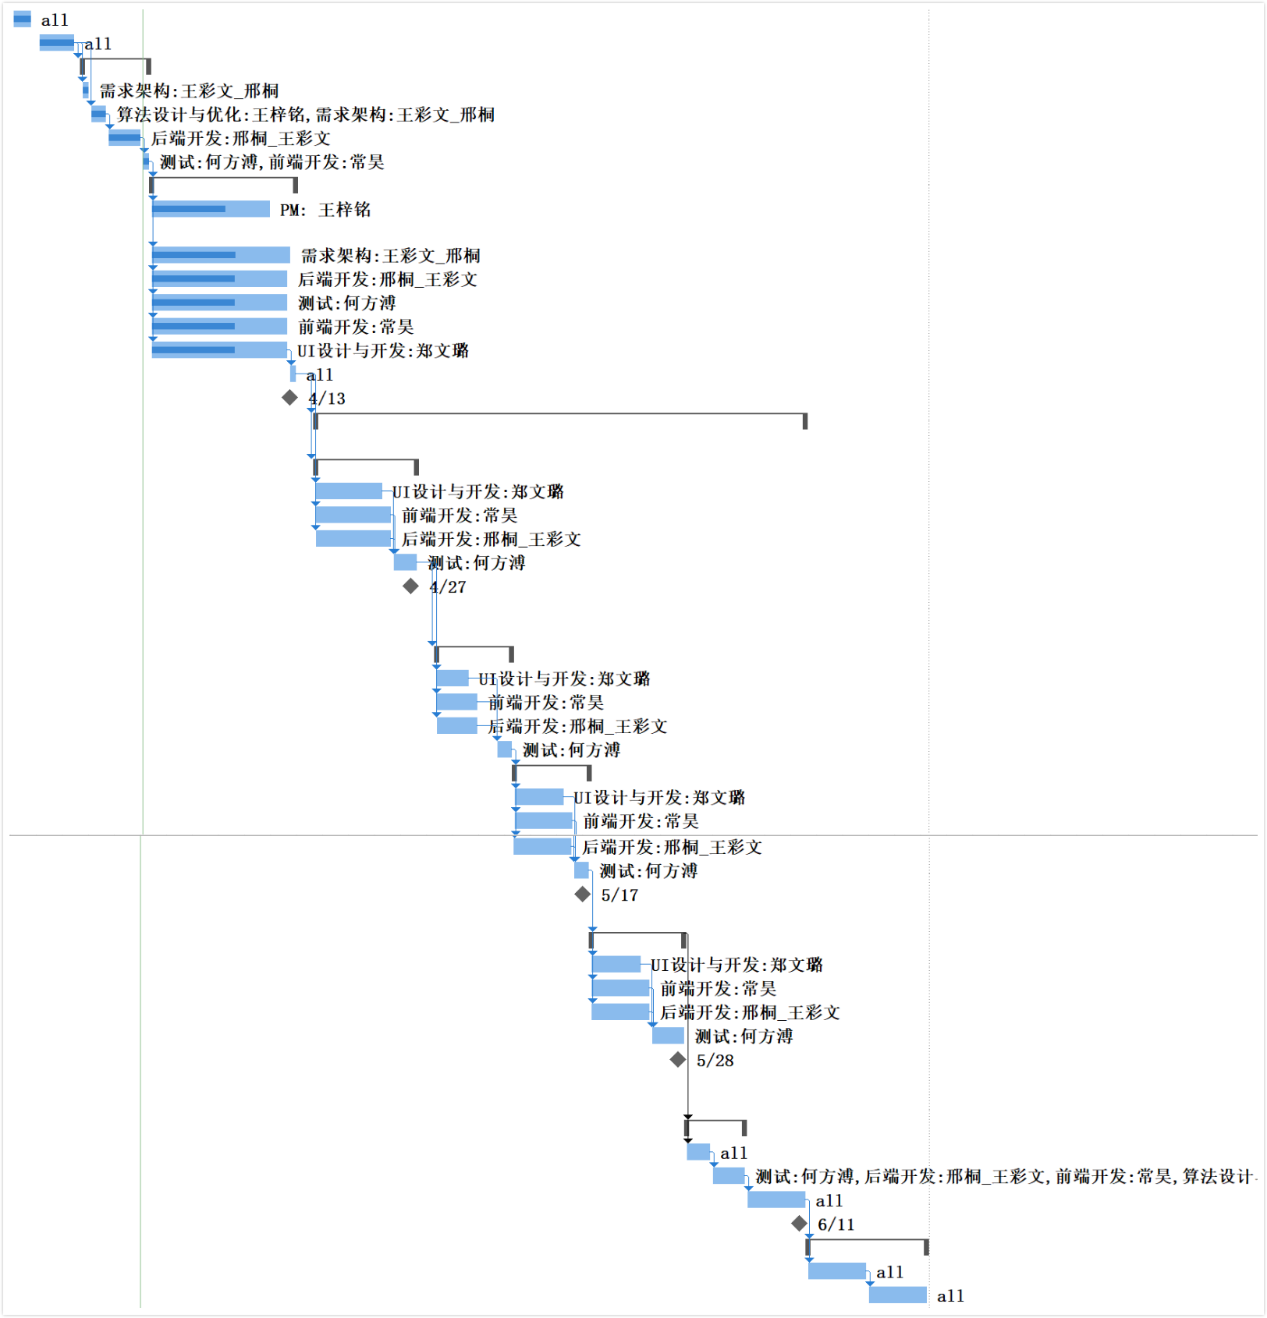 all
all
需求架构:王彩文_邢桐
算法设计与优化:王梓铭,需求架构:王彩文_邢桐
后端开发:邢桐_王彩文
测试:何方溥,前端开发:常昊
PM: 王梓铭
需求架构:王彩文_邢桐
后端开发:邢桐_王彩文
测试:何方溥
前端开发:常昊
UI设计与开发:郑文璐
all
4/13
UI设计与开发:郑文璐
前端开发:常昊
后端开发:邢桐_王彩文
测试:何方溥
4/27
UI设计与开发:郑文璐
前端开发:常昊
后端开发:邢桐_王彩文
测试:何方溥
UI设计与开发:郑文璐
前端开发:常昊
后端开发:邢桐_王彩文
测试:何方溥
5/17
UI设计与开发:郑文璐
前端开发:常昊
后端开发:邢桐_王彩文
测试:何方溥
5/28
all
测试:何方溥,后端开发:邢桐_王彩文,前端开发:常昊,算法设计
all
6/11
all
all